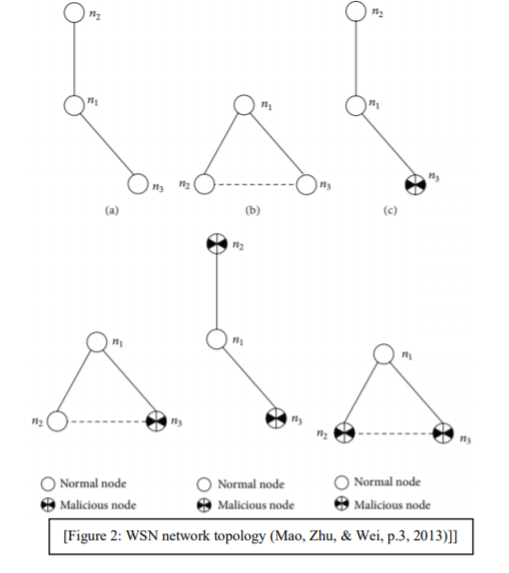 n2
n2
n1
n1
n1
n3
n2
n3
n3
(a)
(b)
(c)
n2
n1
n1
n1
n2
n3
n3
n2
n3
Normal node
Normal node
Normal node
Malicious node
Malicious node
Malicious node
[Figure 2: WSN network topology (Mao, Zhu, & Wei, p.3, 2013)]]